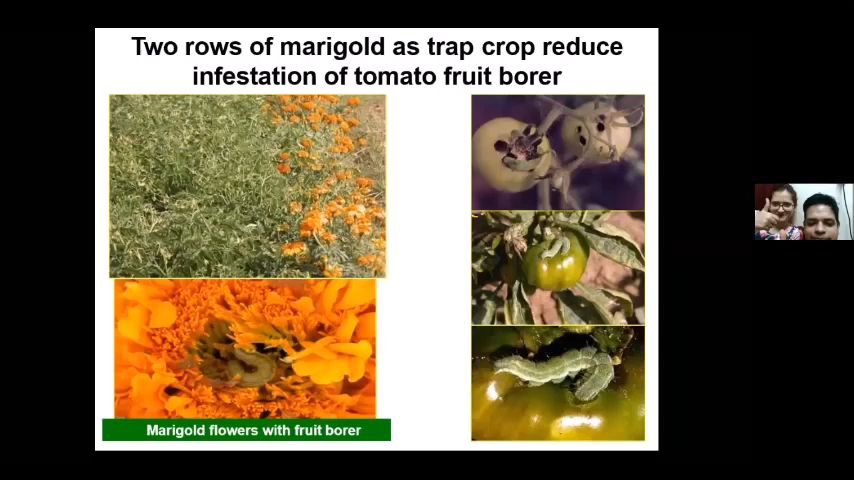 Two rows of marigold as trap crop reduce
infestation of tomato fruit borer
Marigold flowers with fruit borer